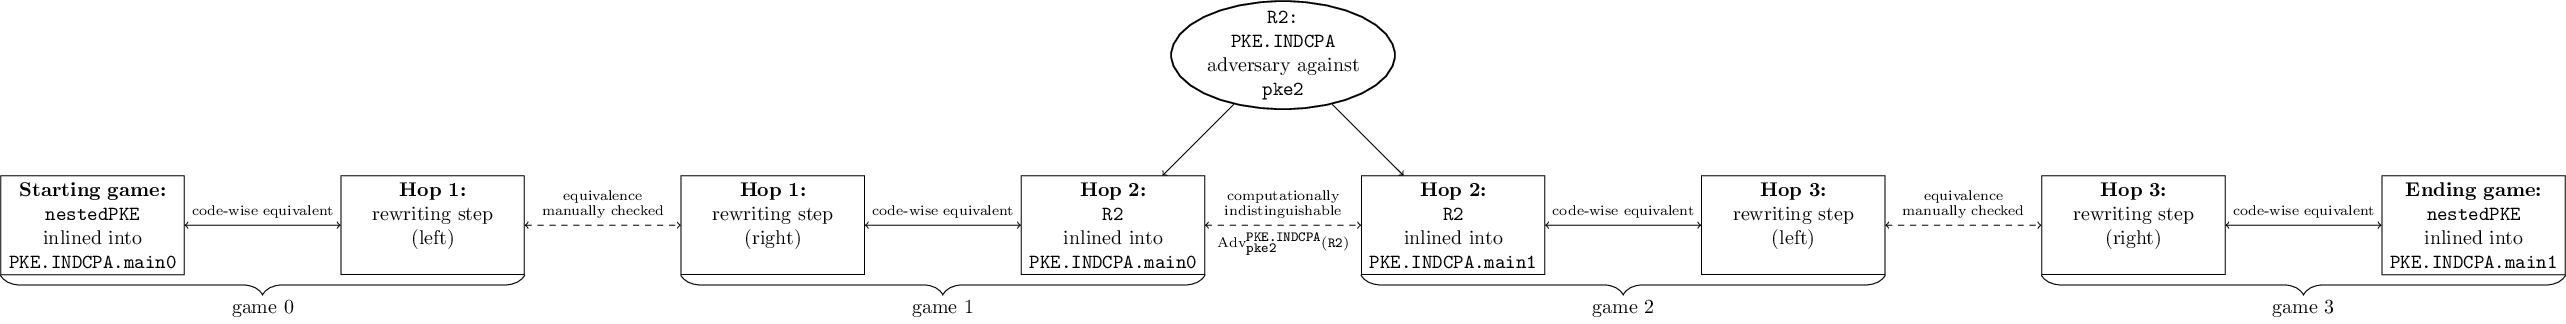 R2:
PKE.INDCPA
adversary against
pke2
Starting game:
nestedPKE
inlined into
PKE.INDCPA.main0
code-wise equivalent
Hop 1:
rewriting step
(left)
equivalence
manually checked
Hop 1:
rewriting step
(right)
code-wise equivalent
Hop 2:
R2
inlined into
PKE.INDCPA.main0
computationally
indistinguishable
Adv^{PKE.INDCPA}_{pke2}(R2)
Hop 2:
R2
inlined into
PKE.INDCPA.main1
code-wise equivalent
Hop 3:
rewriting step
(left)
equivalence
manually checked
Hop 3:
rewriting step
(right)
code-wise equivalent
Ending game:
nestedPKE
inlined into
PKE.INDCPA.main1
game 0
game 1
game 2
game 3